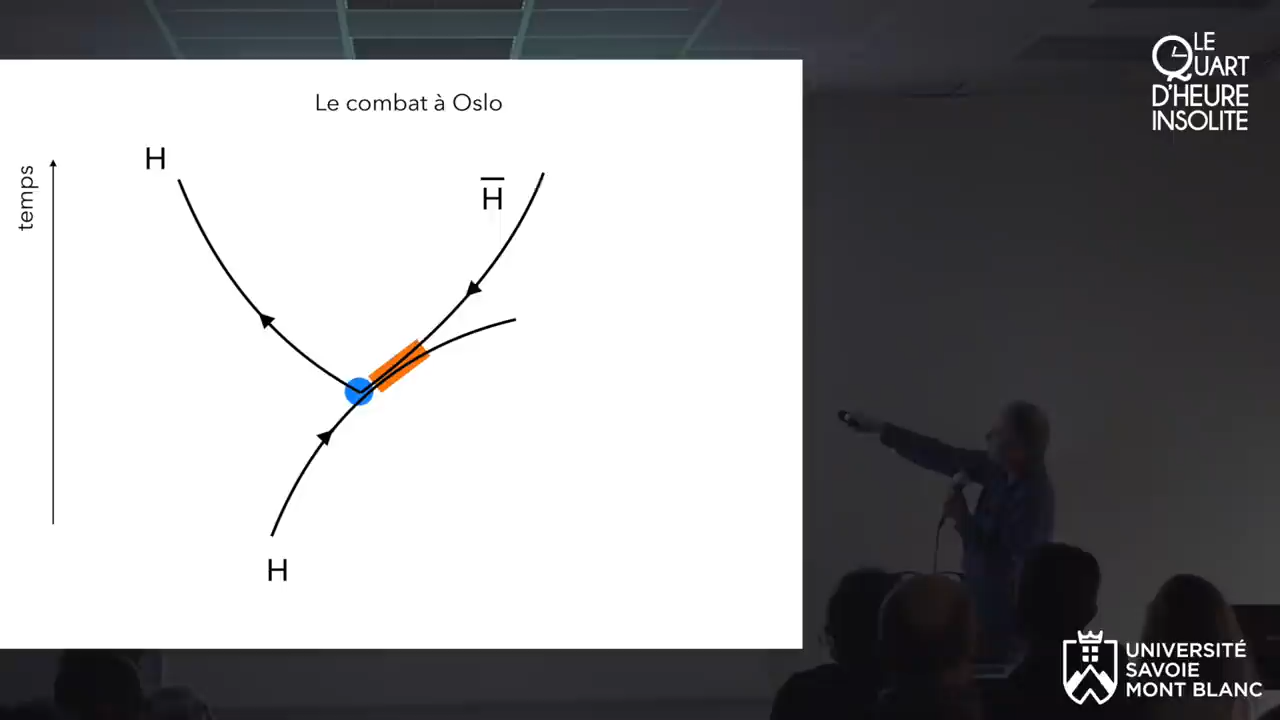 Le combat à Oslo
temps
H
H̅
H
LE
QUART
D'HEURE
INSOLITE
UNIVERSITÉ
SAVOIE
MONT BLANC